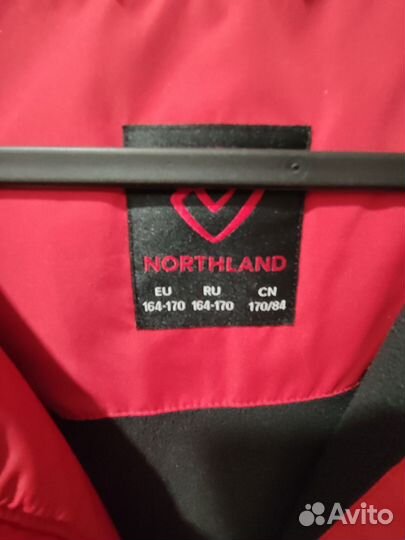 NORTHLAND
EU RU CN
164-170 164-170 170/84
Avito